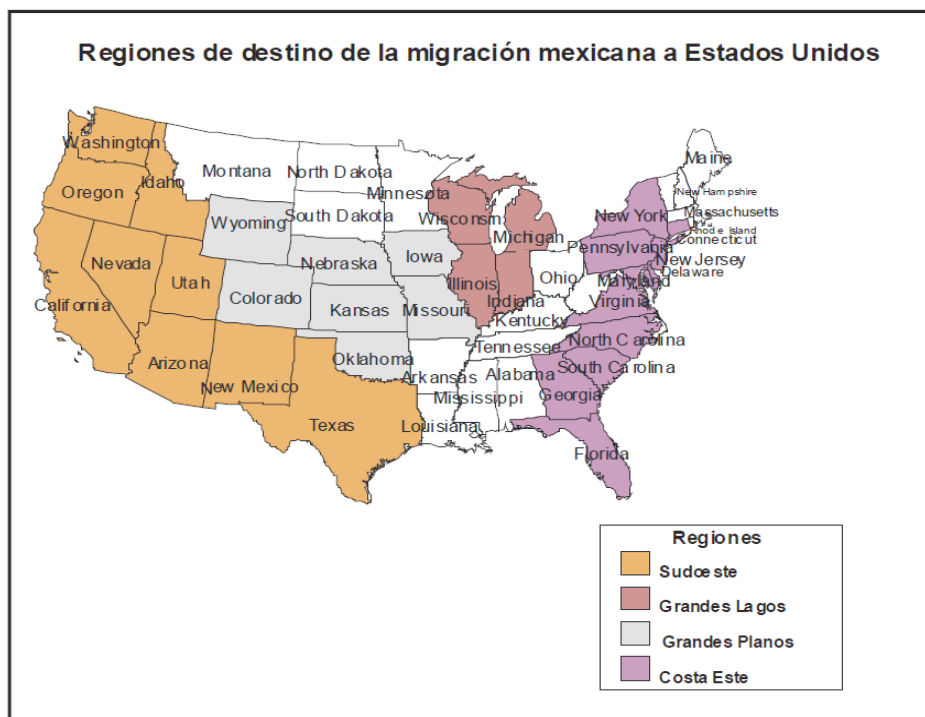 Regiones de destino de la migración mexicana a Estados Unidos
Washington
Montana
North Dakota
Minnesota
Maine
Oregon
Idaho
Wyoming
South Dakota
Wisconsin
Michigan
New York
New Hampshire
Massachusetts
Rhode Island
Connecticut
Nevada
Utah
Colorado
Nebraska
Iowa
Illinois
Indiana
Ohio
Pennsylvania
New Jersey
Delaware
Maryland
Virginia
California
Kansas
Missouri
Kentucky
Arizona
New Mexico
Oklahoma
Arkansas
Tennessee
North Carolina
South Carolina
Texas
Louisiana
Mississippi
Alabama
Georgia
Florida
Regiones
Sudoeste
Grandes Lagos
Grandes Planos
Costa Este